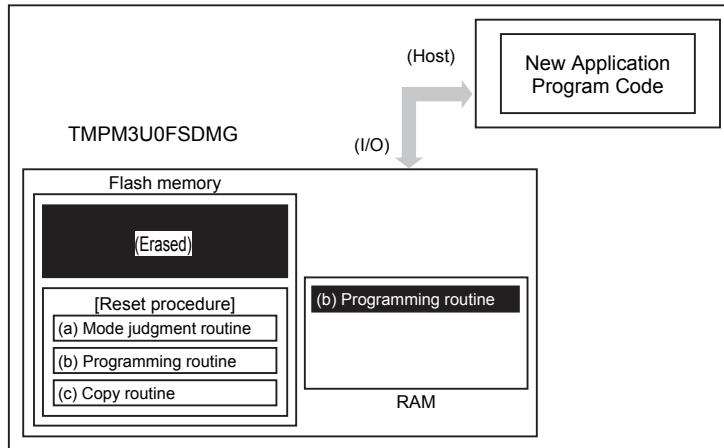 (Host)
New Application
Program Code
TMPM3U0FSDMG
(I/O)
Flash memory
(Erased)
[Reset procedure]
(a) Mode judgment routine
(b) Programming routine
(c) Copy routine
(b) Programming routine
RAM